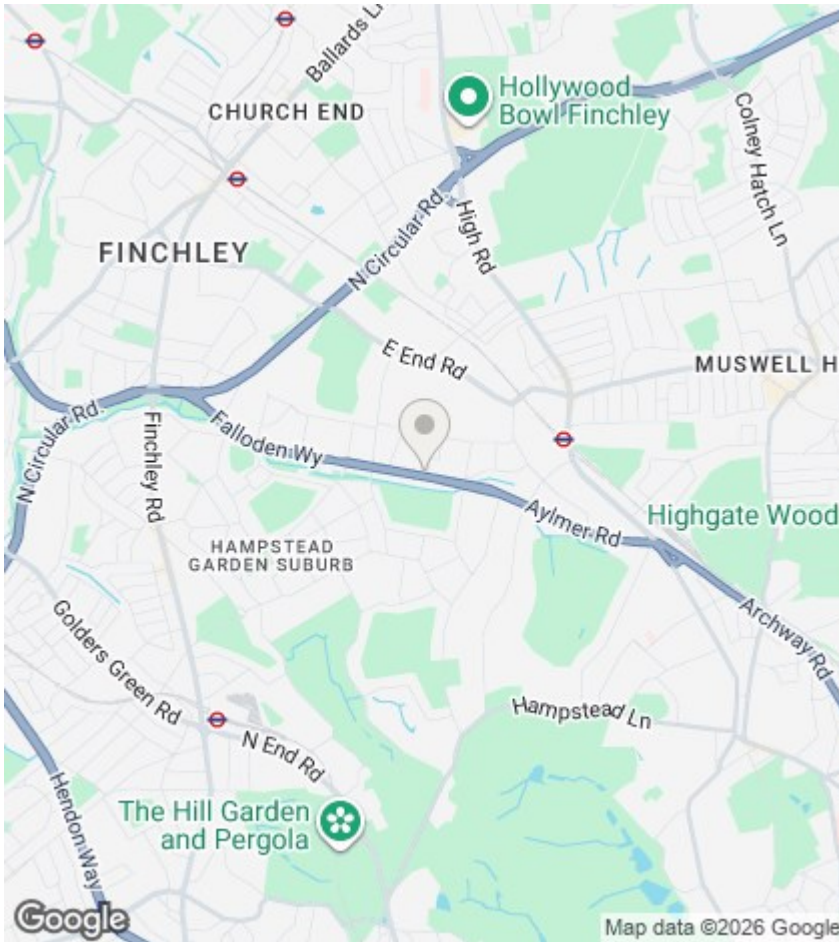 Ballards Ln
Hollywood
Bowl Finchley
CHURCH END
Colney Hatch Ln
N Circular Rd.
High Rd
FINCHLEY
E End Rd
MUSWELL H
N Circular Rd.
Finchley Rd
Falloden Wy
Aylmer Rd
Highgate Wood
HAMPSTEAD
GARDEN SUBURB
Archway Rd
Golders Green Rd
Hampstead Ln
N End Rd
Hendon Way
The Hill Garden
and Pergola
Google
Map data ©2026 Google